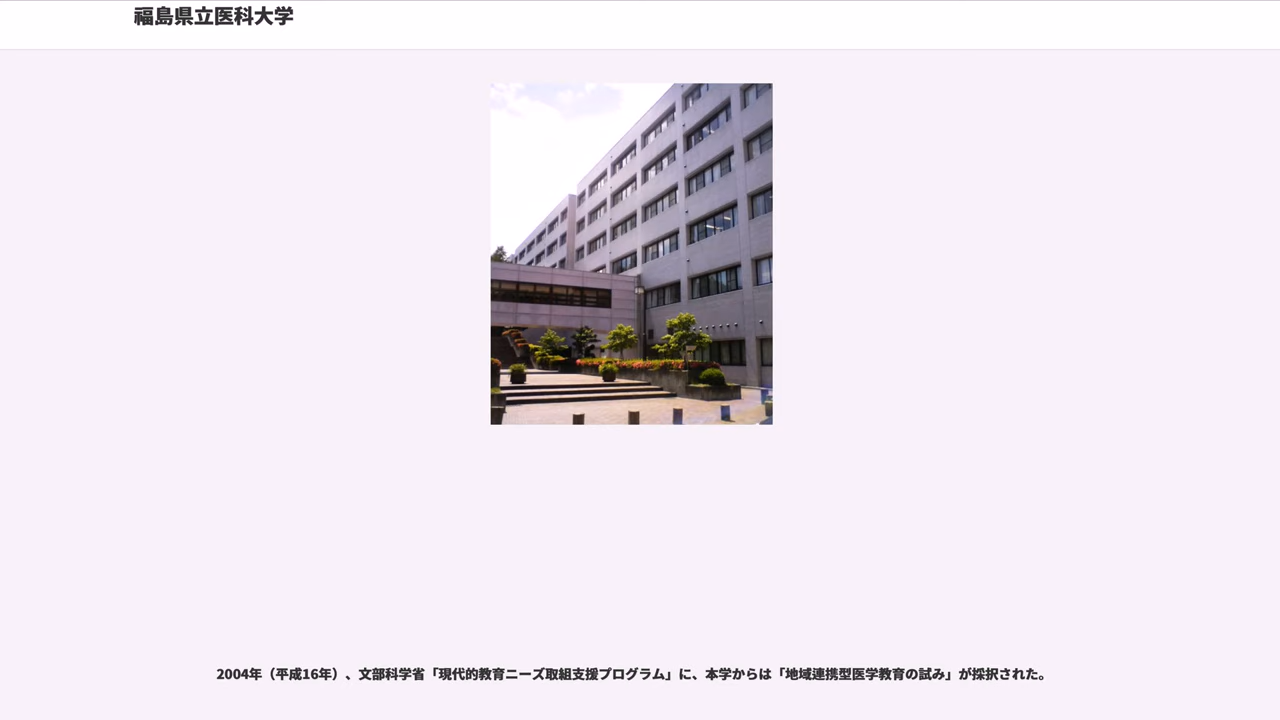 福島県立医科大学
2004年（平成16年）、文部科学省「現代的教育ニーズ取組支援プログラム」に、本学からは「地域連携型医学教育の試み」が採択された。